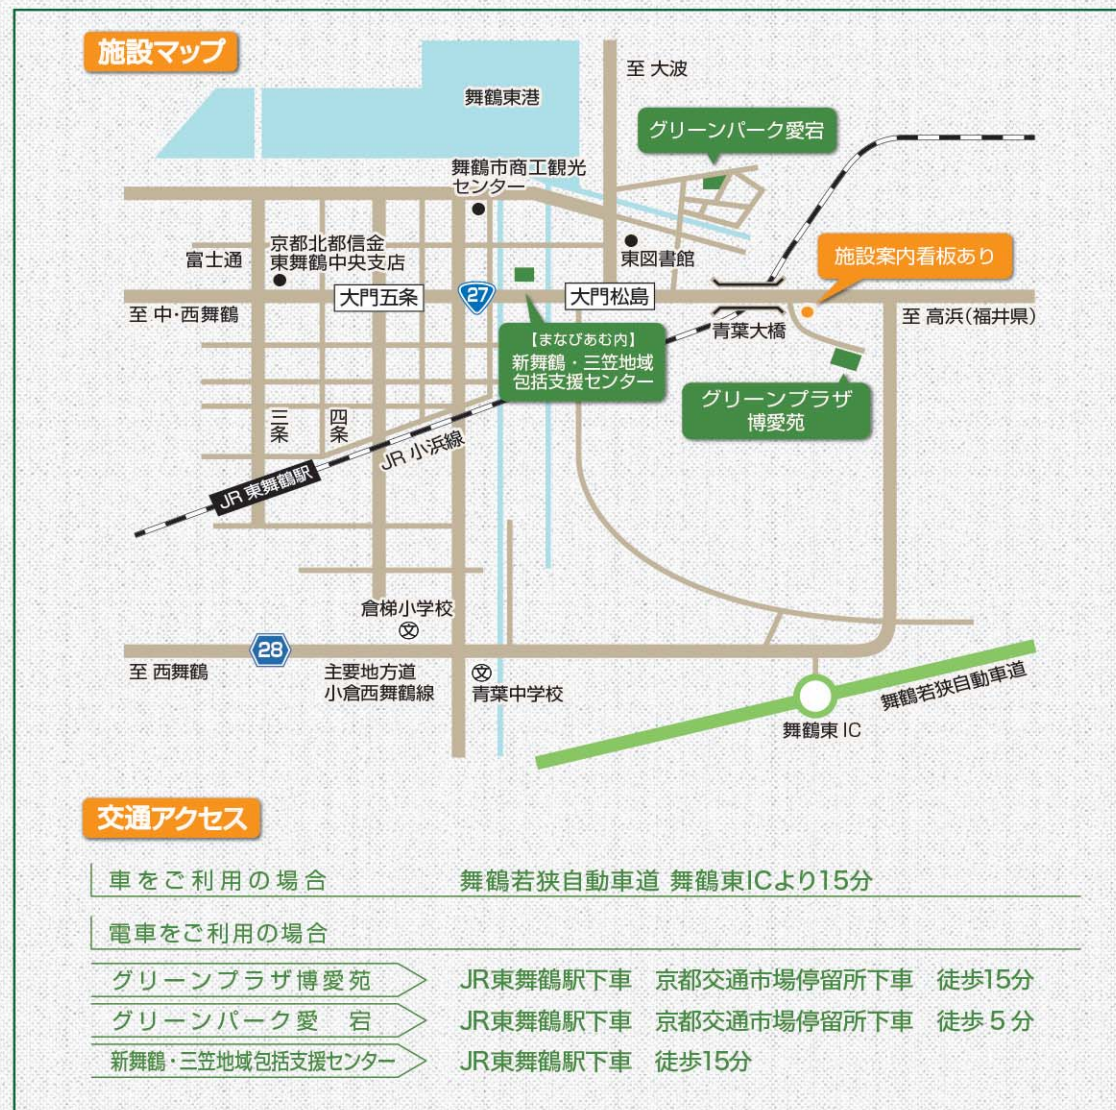 施設マップ
至 大波
舞鶴東港
グリーンパーク愛宕
舞鶴市商工観光
センター
富士通
京都北都信金
東舞鶴中央支店
東図書館
施設案内看板あり
大門五条
27
大門松島
至 中・西舞鶴
青葉大橋
至 高浜(福井県)
【まなびあむ内】
新舞鶴・三笠地域
包括支援センター
グリーンプラザ
博愛苑
三条
四条
JR 小浜線
JR 東舞鶴駅
倉梯小学校
文
28
至 西舞鶴
主要地方道
小倉西舞鶴線
文
青葉中学校
舞鶴若狭自動車道
舞鶴東 IC
交通アクセス
車をご利用の場合 舞鶴若狭自動車道 舞鶴東ICより15分
電車をご利用の場合
グリーンプラザ博愛苑 JR東舞鶴駅下車 京都交通市場停留所下車 徒歩15分
グリーンパーク愛 宕 JR東舞鶴駅下車 京都交通市場停留所下車 徒歩 5 分
新舞鶴・三笠地域包括支援センター JR東舞鶴駅下車 徒歩15分